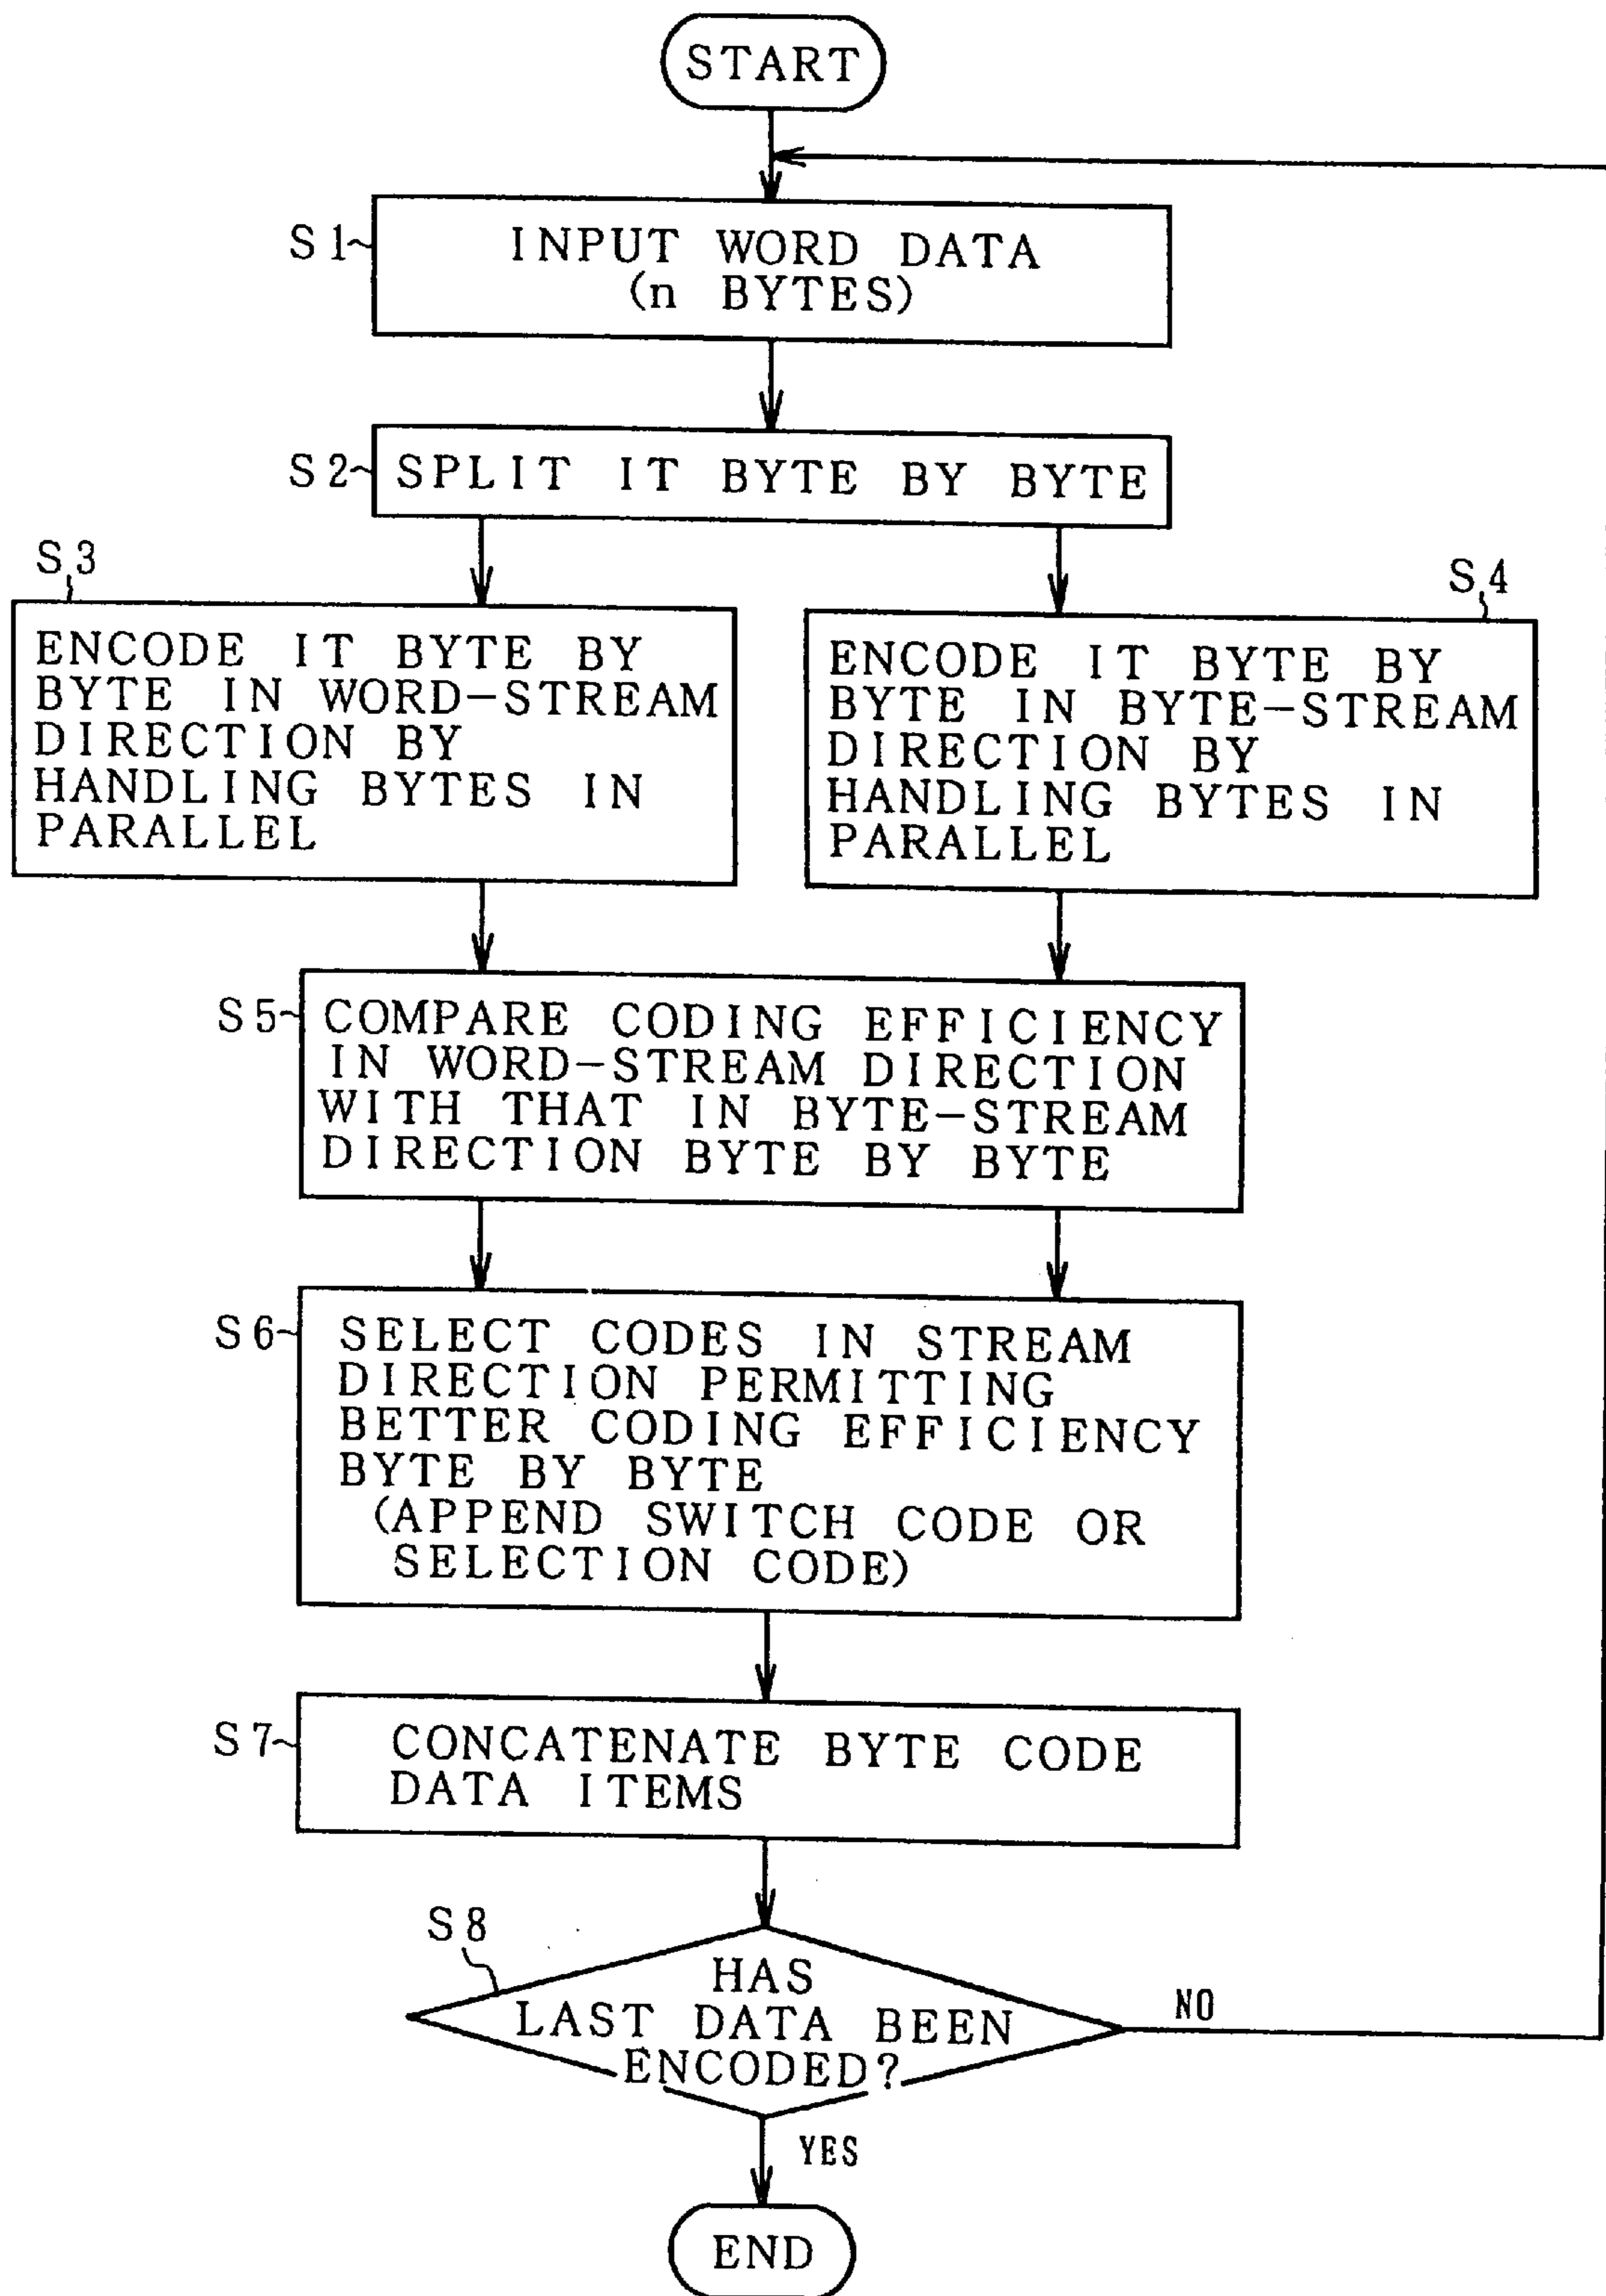 START
S1
INPUT WORD DATA
(n BYTES)
S2
SPLIT IT BYTE BY BYTE
S3
ENCODE IT BYTE BY
BYTE IN WORD-STREAM
DIRECTION BY
HANDLING BYTES IN
PARALLEL
S4
ENCODE IT BYTE BY
BYTE IN BYTE-STREAM
DIRECTION BY
HANDLING BYTES IN
PARALLEL
S5
COMPARE CODING EFFICIENCY
IN WORD-STREAM DIRECTION
WITH THAT IN BYTE-STREAM
DIRECTION BYTE BY BYTE
S6
SELECT CODES IN STREAM
DIRECTION PERMITTING
BETTER CODING EFFICIENCY
BYTE BY BYTE
(APPEND SWITCH CODE OR
SELECTION CODE)
S7
CONCATENATE BYTE CODE
DATA ITEMS
S8
HAS
LAST DATA BEEN
ENCODED?
NO
YES
END